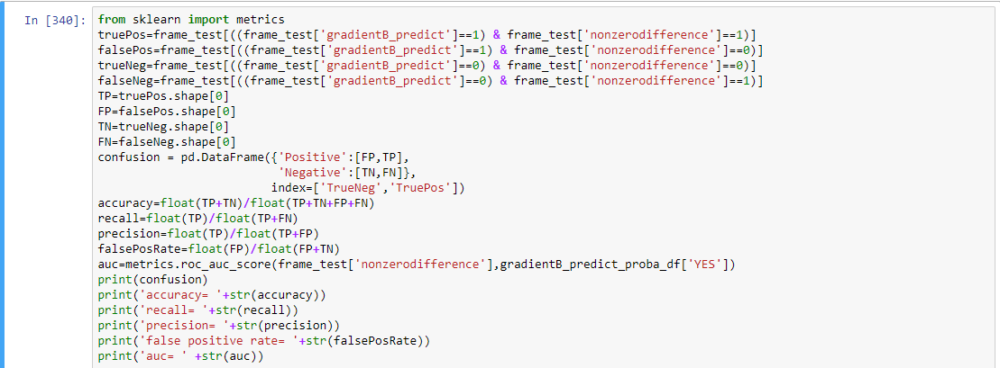 In [340]: from sklearn import metrics
truePos=frame_test[((frame_test['gradientB_predict']==1) & frame_test['nonzerodifference']==1)]
falsePos=frame_test[((frame_test['gradientB_predict']==1) & frame_test['nonzerodifference']==0)]
trueNeg=frame_test[((frame_test['gradientB_predict']==0) & frame_test['nonzerodifference']==0)]
falseNeg=frame_test[((frame_test['gradientB_predict']==0) & frame_test['nonzerodifference']==1)]
TP=truePos.shape[0]
FP=falsePos.shape[0]
TN=trueNeg.shape[0]
FN=falseNeg.shape[0]
confusion = pd.DataFrame({'Positive':[FP,TP],
'Negative':[TN,FN]},
index=['TrueNeg','TruePos'])
accuracy=float(TP+TN)/float(TP+TN+FP+FN)
recall=float(TP)/float(TP+FN)
precision=float(TP)/float(TP+FP)
falsePosRate=float(FP)/float(FP+TN)
auc=metrics.roc_auc_score(frame_test['nonzerodifference'],gradientB_predict_proba_df['YES'])
print(confusion)
print('accuracy= '+str(accuracy))
print('recall= '+str(recall))
print('precision= '+str(precision))
print('false positive rate= '+str(falsePosRate))
print('auc= ' +str(auc))